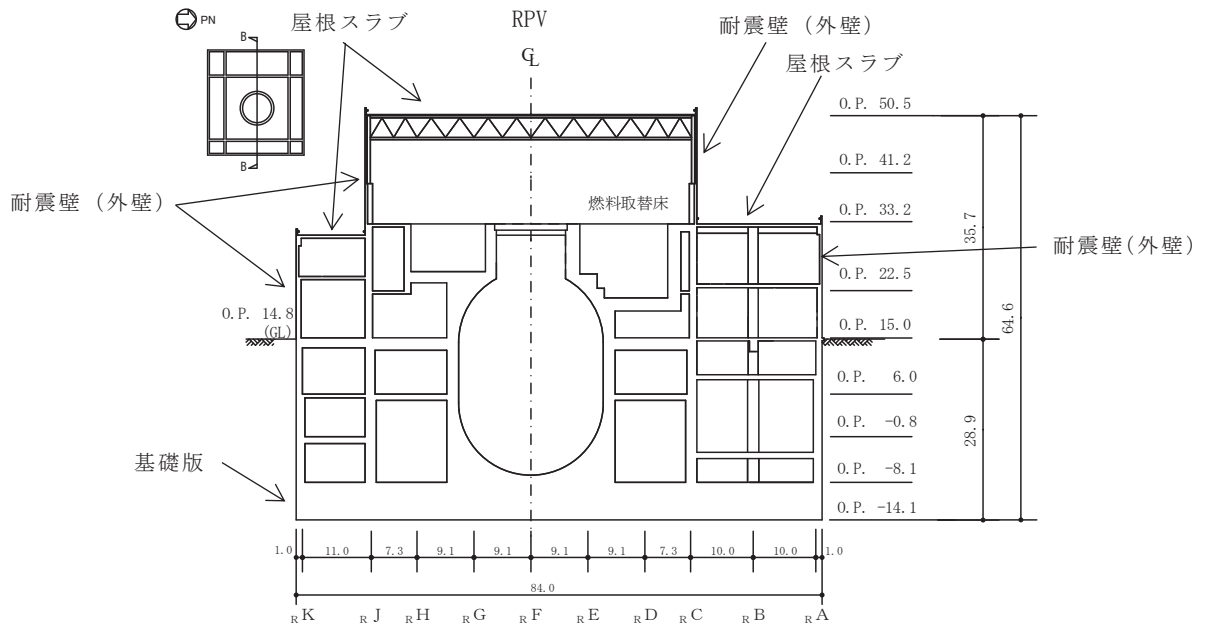 PN
B
B
屋根スラブ
RPV
C̵L
耐震壁 (外壁)
屋根スラブ
O.P. 50.5
O.P. 41.2
耐震壁 (外壁)
燃料取替床
O.P. 33.2
35.7
耐震壁(外壁)
O.P. 22.5
O.P. 14.8
(GL)
O.P. 15.0
64.6
O.P. 6.0
O.P. -0.8
28.9
基礎版
O.P. -8.1
O.P. -14.1
1.0 11.0 7.3 9.1 9.1 9.1 9.1 7.3 10.0 10.0 1.0
84.0
RK RJ RH RG RF RE RD RC RB RA